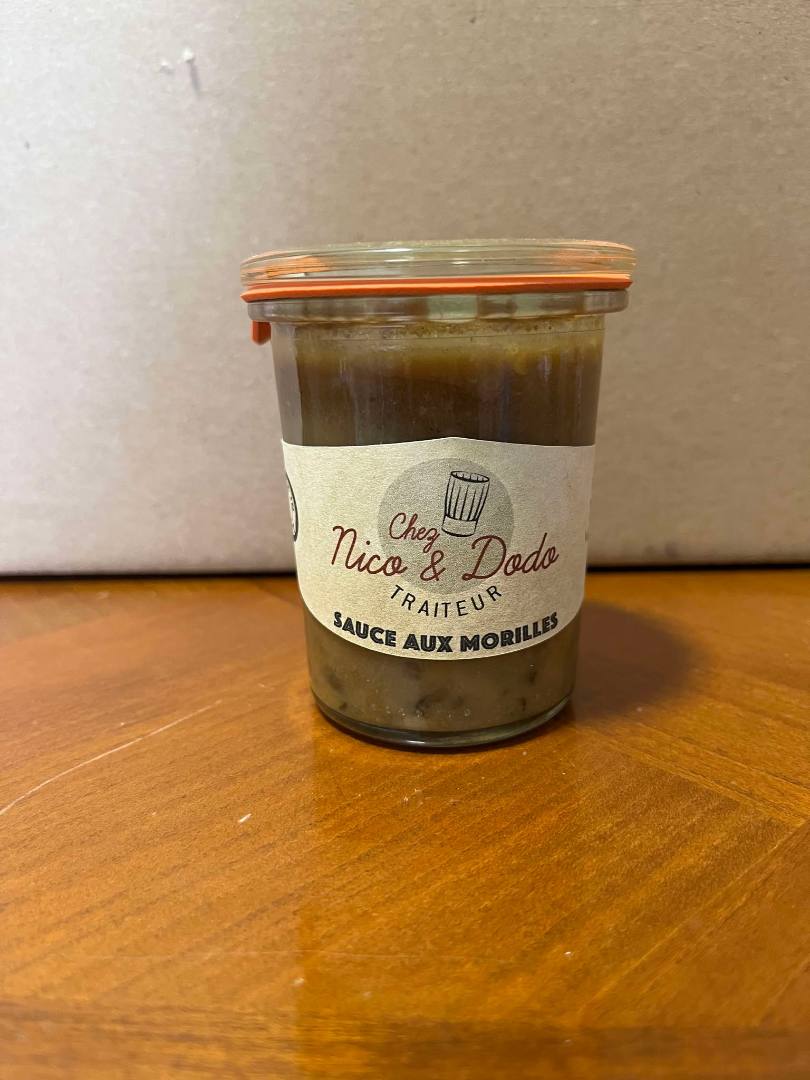 Chez
Nico & Dodo
TRAITEUR
SAUCE AUX MORILLES